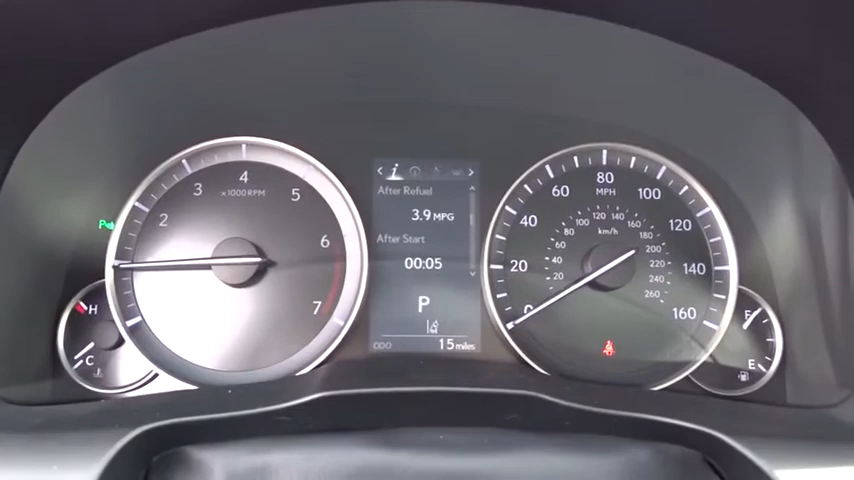 4
3
5
x1000RPM
2
6
7
P
H
C
After Refuel
3.9 MPG
After Start
00:05
P
ODO
15 miles
80
60
MPH
100
40
120
100 120 140
80
160
60
km/h
180
40
200
20
220
240
260
20
140
0
160
F
E